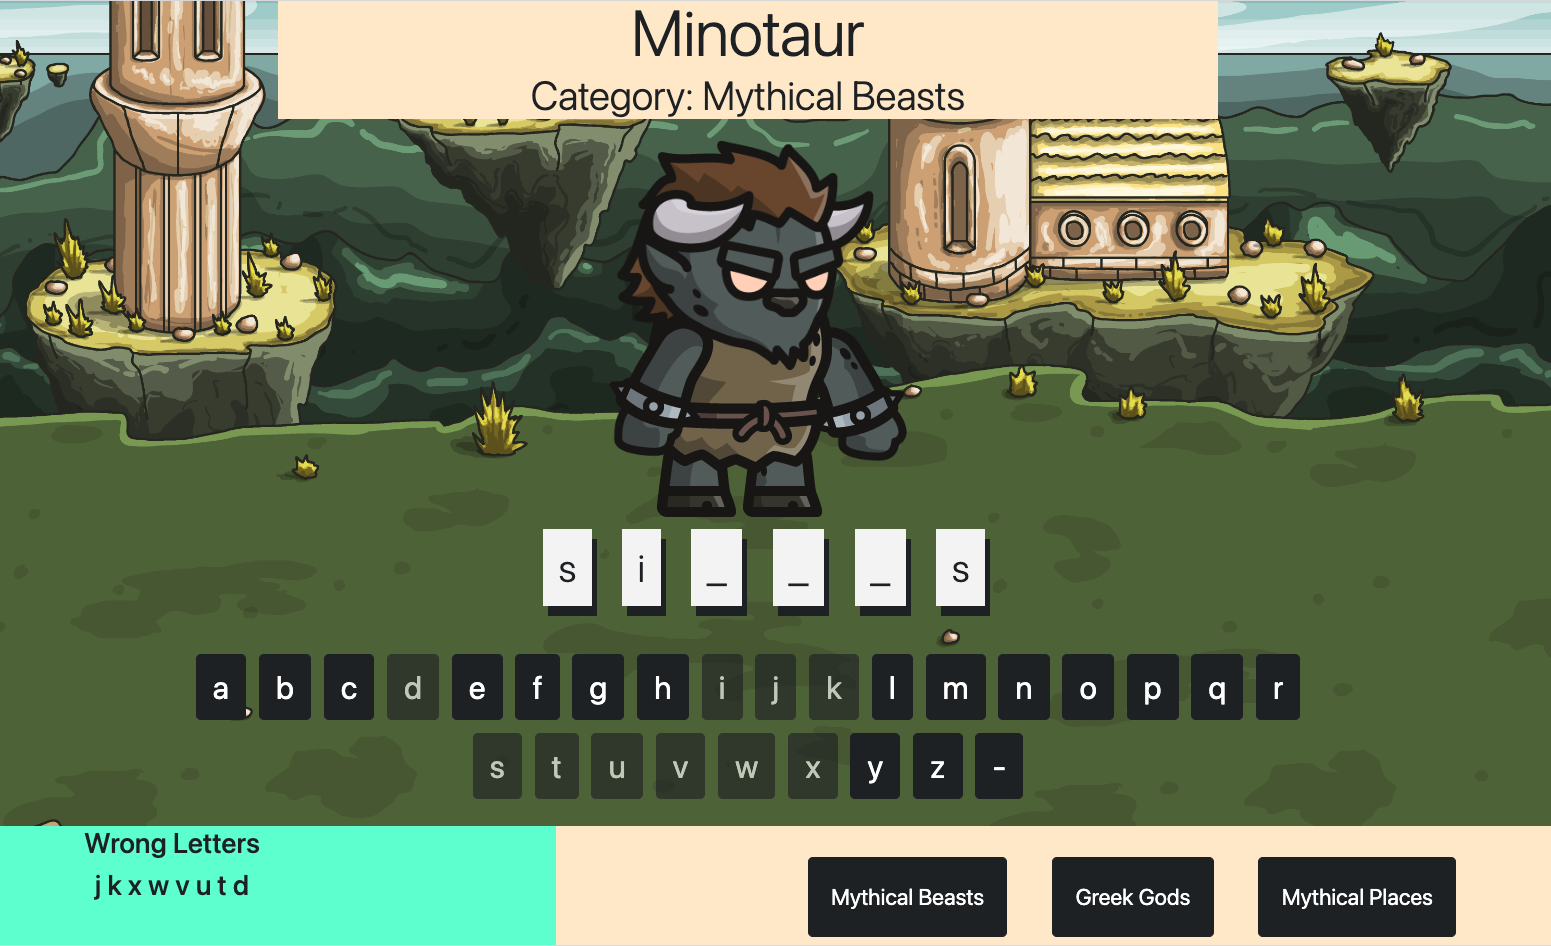 Minotaur
Category: Mythical Beasts
s i _ _ _ s
a b c d e f g h i j k l m n o p q r
s t u v w x y z -
Wrong Letters
j k x w v u t d
Mythical Beasts Greek Gods Mythical Places